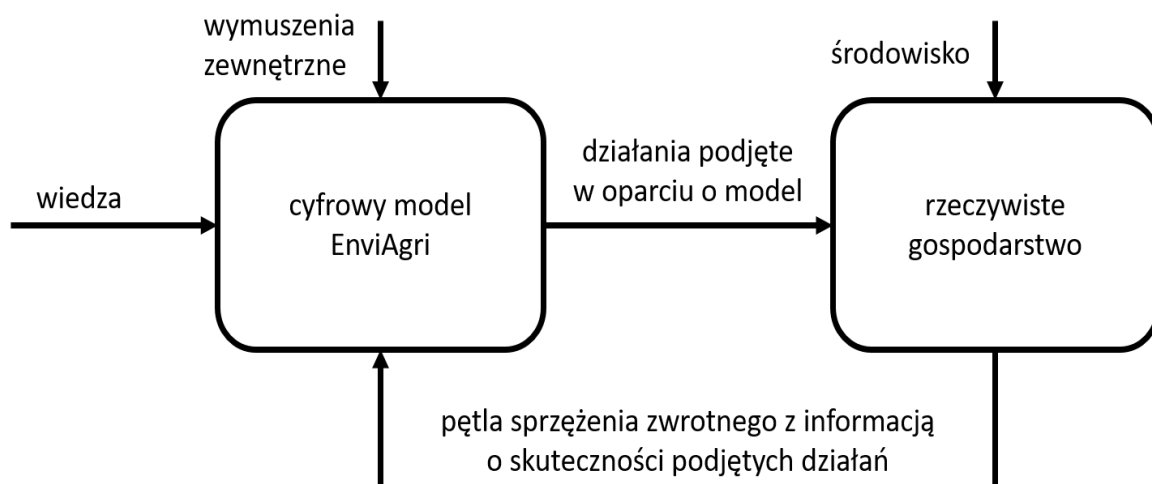 wymuszenia
zewnętrzne
środowisko
wiedza
cyfrowy model
EnviAgri
działania podjęte
w oparciu o model
rzeczywiste
gospodarstwo
pętla sprzężenia zwrotnego z informacją
o skuteczności podjętych działań